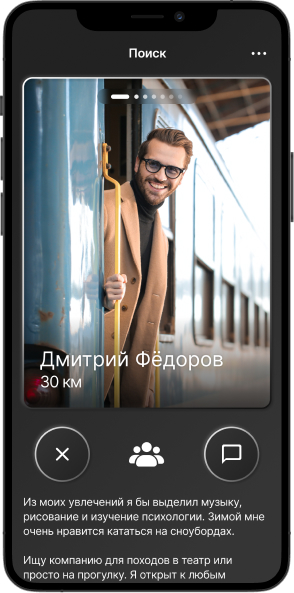 Поиск
Дмитрий Фёдоров
30 км
Из моих увлечений я бы выделил музыку,
рисование и изучение психологии. Зимой мне
очень нравится кататься на сноубордах.
Ищу компанию для походов в театр или
просто на прогулку. Я открыт к любым